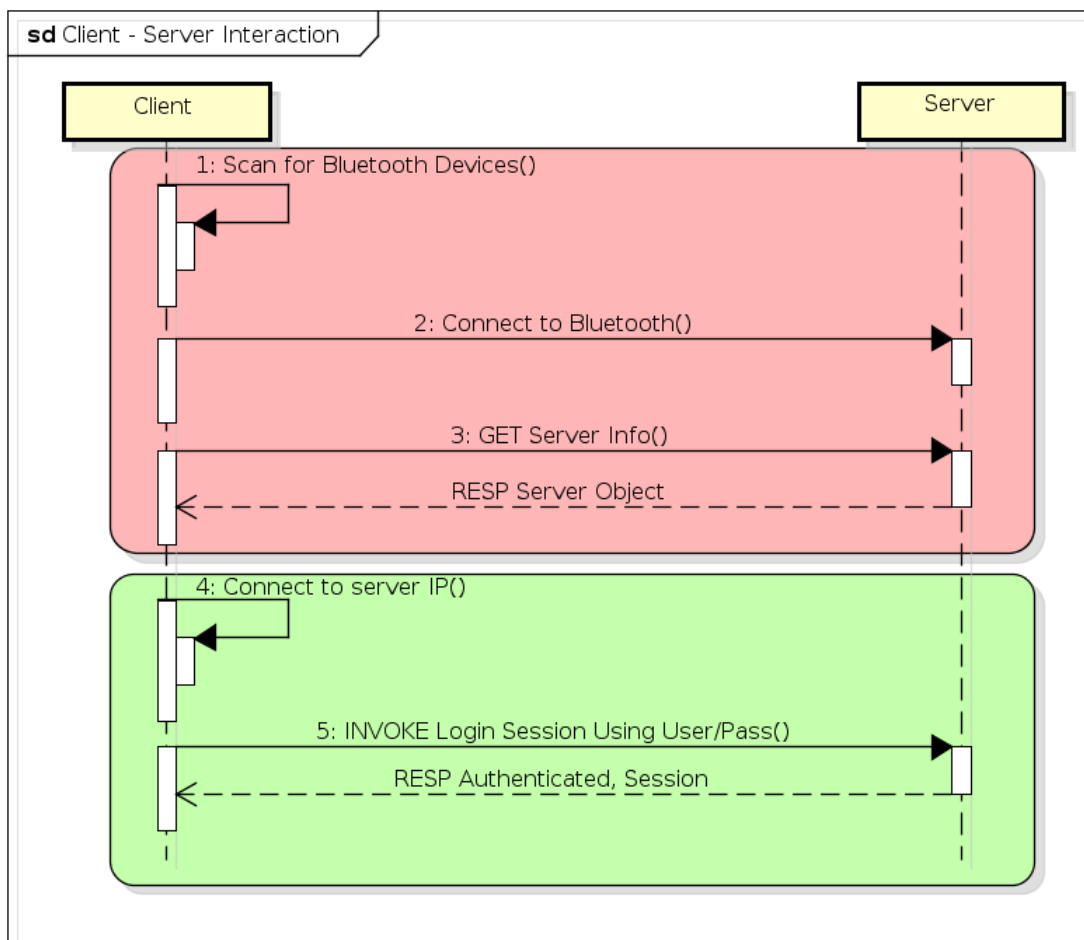 sd Client - Server Interaction
Client
Server
1: Scan for Bluetooth Devices()
2: Connect to Bluetooth()
3: GET Server Info()
RESP Server Object
4: Connect to server IP()
5: INVOKE Login Session Using User/Pass()
RESP Authenticated, Session